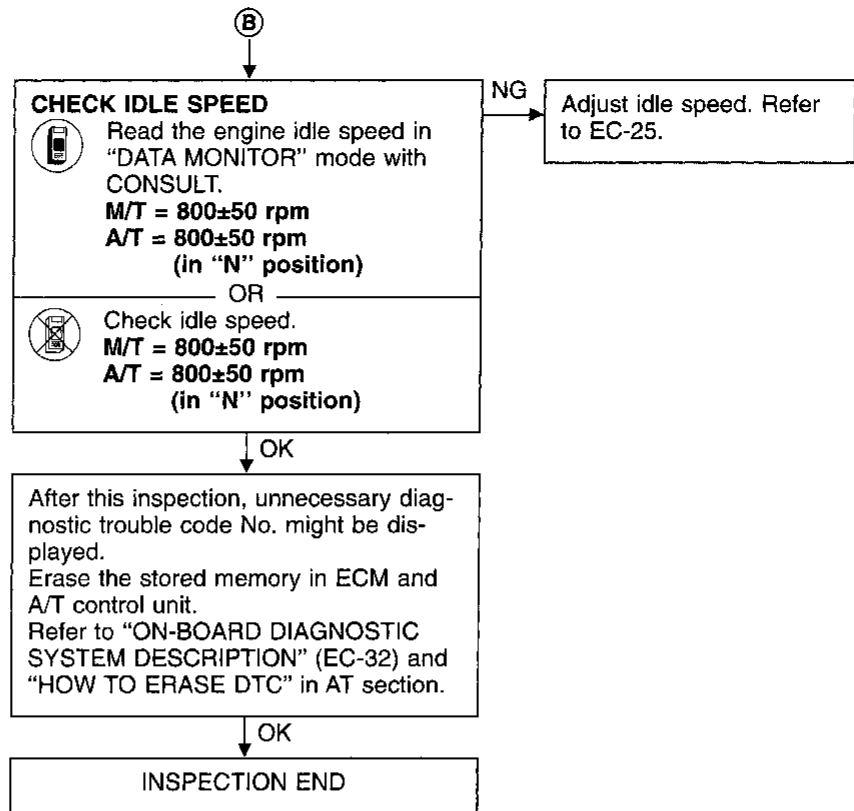 B
CHECK IDLE SPEED
Read the engine idle speed in
“DATA MONITOR” mode with
CONSULT.
M/T = 800±50 rpm
A/T = 800±50 rpm
(in “N” position)
OR
Check idle speed.
M/T = 800±50 rpm
A/T = 800±50 rpm
(in “N” position)
NG
Adjust idle speed. Refer
to EC-25.
OK
After this inspection, unnecessary diag-
nostic trouble code No. might be dis-
played.
Erase the stored memory in ECM and
A/T control unit.
Refer to “ON-BOARD DIAGNOSTIC
SYSTEM DESCRIPTION” (EC-32) and
“HOW TO ERASE DTC” in AT section.
OK
INSPECTION END